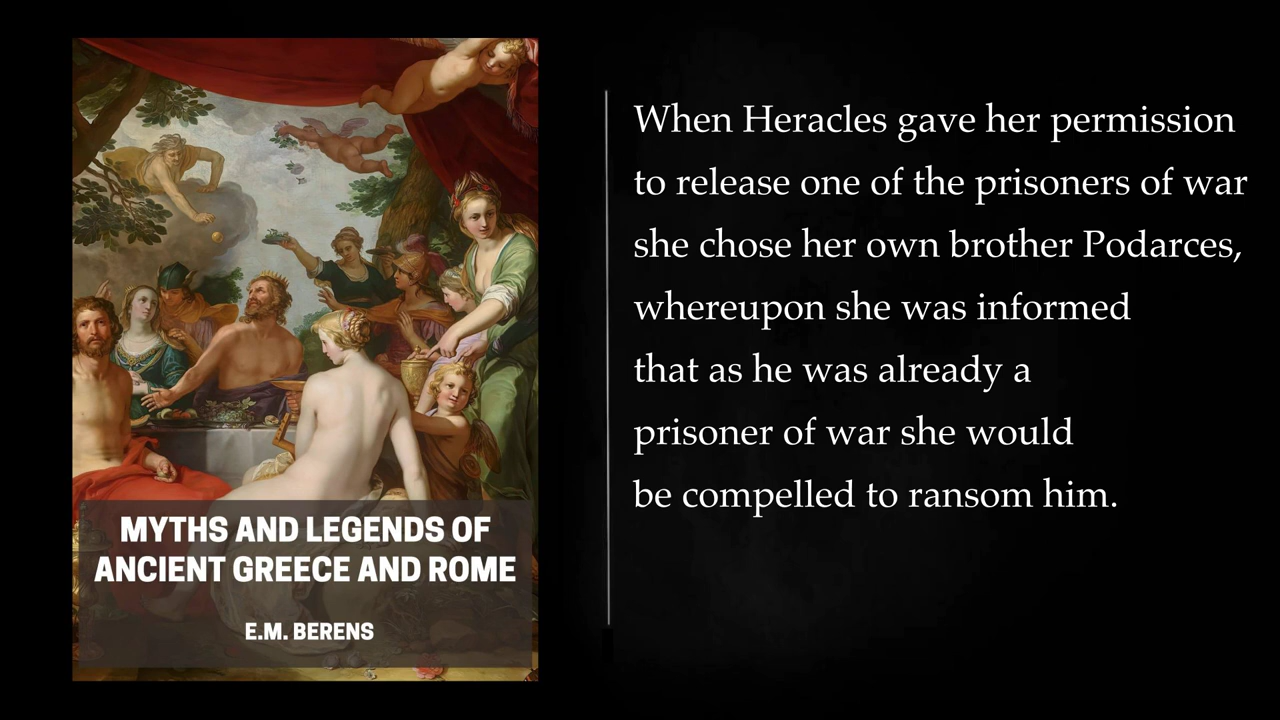 MYTHS AND LEGENDS OF
ANCIENT GREECE AND ROME
E.M. BERENS
When Heracles gave her permission
to release one of the prisoners of war
she chose her own brother Podarces,
whereupon she was informed
that as he was already a
prisoner of war she would
be compelled to ransom him.